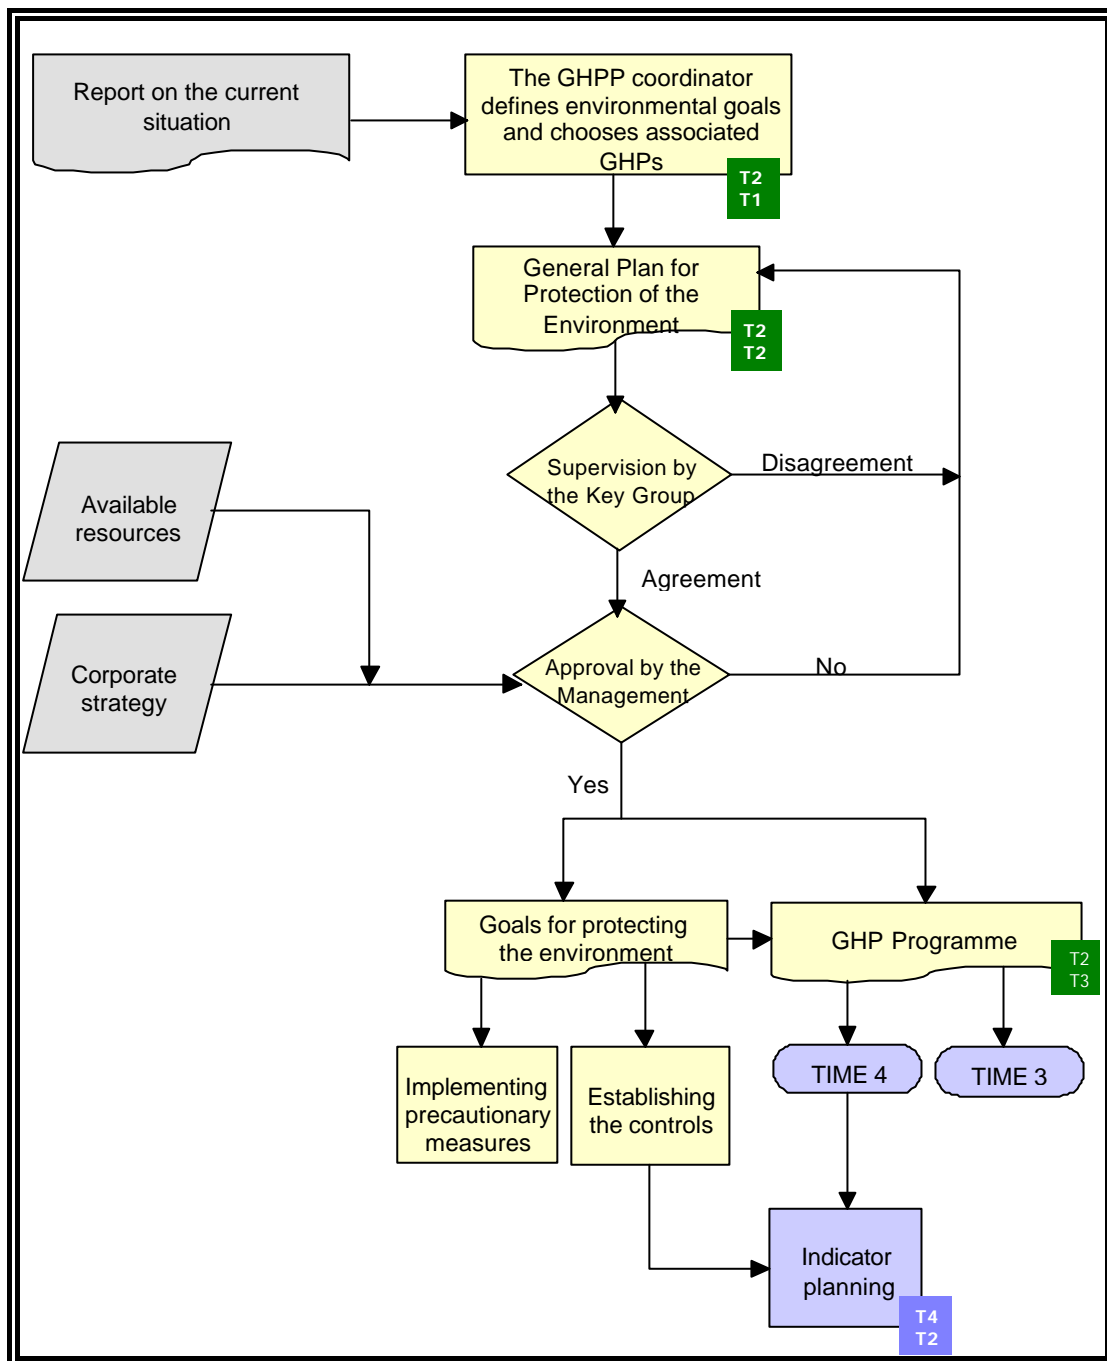 Report on the current
situation
The GHPP coordinator
defines environmental goals
and chooses associated
GHPs
T2
T1
General Plan for
Protection of the
Environment
T2
T2
Supervision by
the Key Group
Disagreement
Available
resources
Agreement
Corporate
strategy
Approval by the
Management
No
Yes
Goals for protecting
the environment
GHP Programme
T2
T3
Implementing
precautionary
measures
Establishing
the controls
TIME 4
TIME 3
Indicator
planning
T4
T2